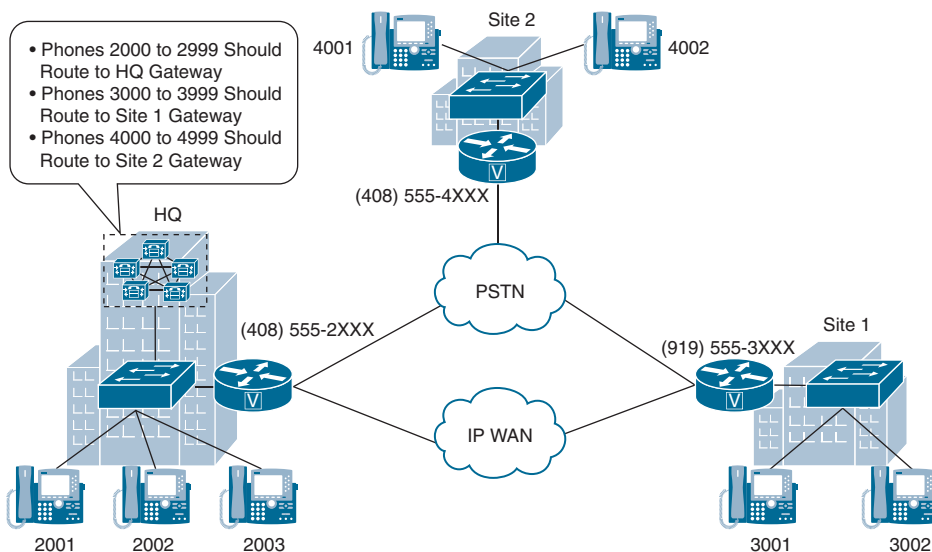 • Phones 2000 to 2999 Should
Route to HQ Gateway
• Phones 3000 to 3999 Should
Route to Site 1 Gateway
• Phones 4000 to 4999 Should
Route to Site 2 Gateway
Site 2
4001
4002
V
(408) 555-4XXX
HQ
PSTN
(408) 555-2XXX
V
Site 1
(919) 555-3XXX
V
IP WAN
2001
2002
2003
3001
3002